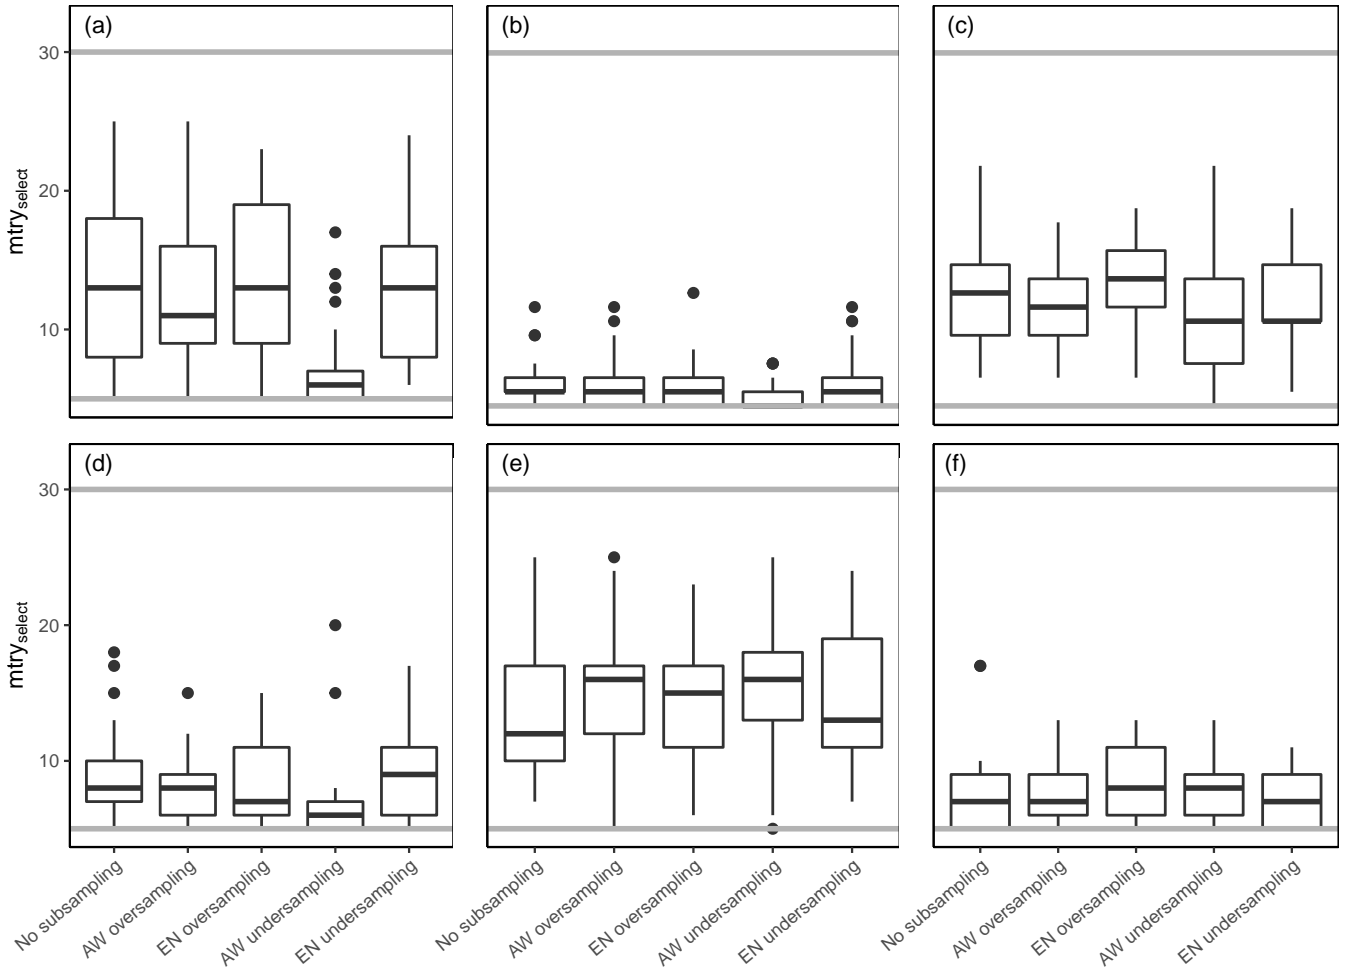 (a)
(b)
(c)
30
20
10
mtryselect
(d)
(e)
(f)
30
20
10
mtryselect
No subsampling
AW oversampling
EN oversampling
AW undersampling
EN undersampling
No subsampling
AW oversampling
EN oversampling
AW undersampling
EN undersampling
No subsampling
AW oversampling
EN oversampling
AW undersampling
EN undersampling